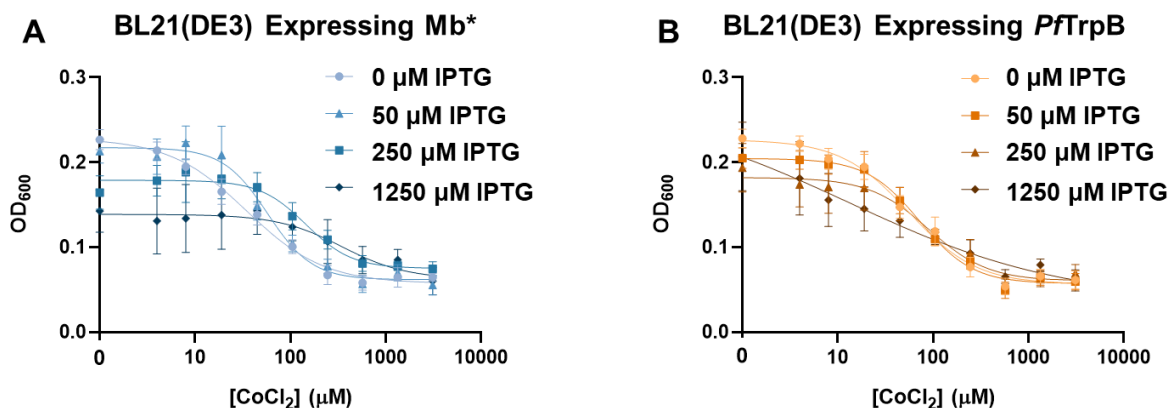 A
BL21(DE3) Expressing Mb*
0 µM IPTG
50 µM IPTG
250 µM IPTG
1250 µM IPTG
0.3
0.2
0.1
0.0
OD600
0
10
100
1000
10000
[CoCl2] (µM)
B
BL21(DE3) Expressing PfTrpB
0 µM IPTG
50 µM IPTG
250 µM IPTG
1250 µM IPTG
0.3
0.2
0.1
0.0
OD600
0
10
100
1000
10000
[CoCl2] (µM)